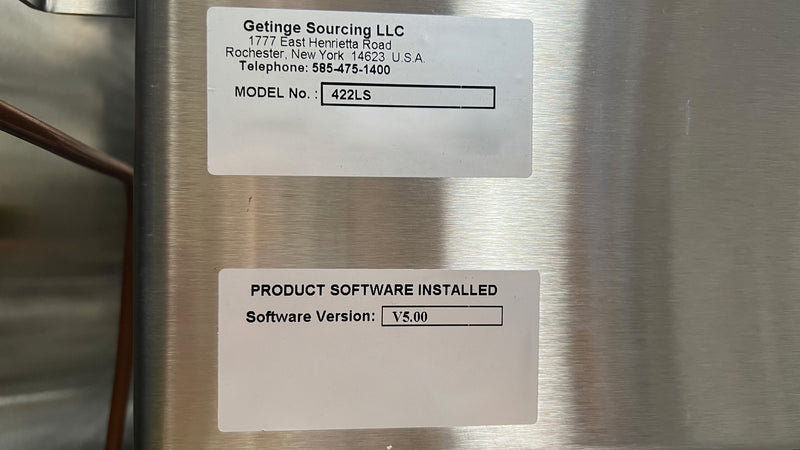 Getinge Sourcing LLC
1777 East Henrietta Road
Rochester, New York 14623 U.S.A.
Telephone: 585-475-1400
MODEL No. : 422LS
PRODUCT SOFTWARE INSTALLED
Software Version: V5.00